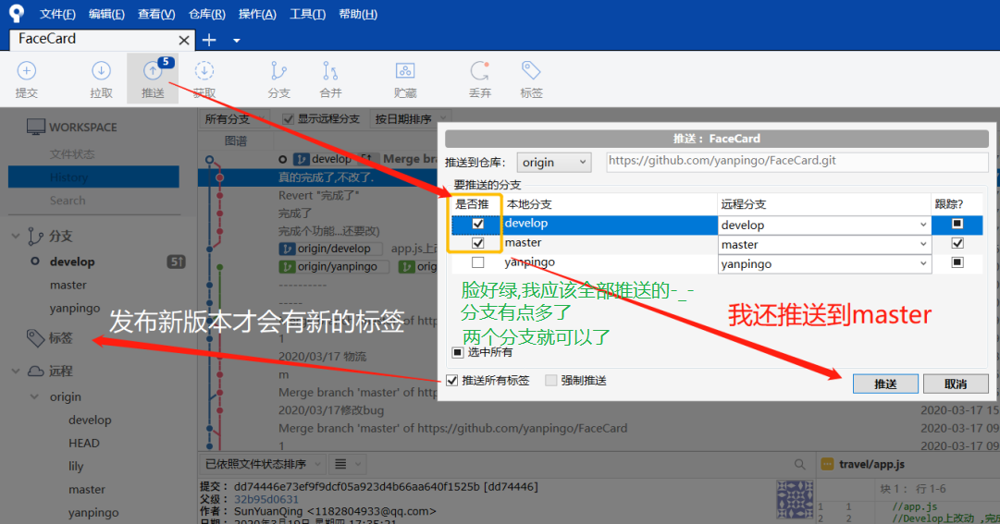 文件(F) 编辑(E) 查看(V) 仓库(R) 操作(A) 工具(T) 帮助(H)
FaceCard
5
提交 拉取 推送 获取 分支 合并 贮藏 丢弃 标签
WORKSPACE
文件状态
History
Search
分支
develop 5↑
master
yanpingo
标签
远程
origin
develop
HEAD
lily
master
yanpingo
所有分支 显示远程分支 按日期排序
图谱
develop 5↑ Merge bra
真的完成了,不改了.
Revert "完成了"
完成了
完成个功能...还要改)
origin/develop app.js上
origin/yanpingo orig
----------
-----
of http
1
2020/03/17 物流
m
Merge branch 'master' of http
2020/03/17修改bug
Merge branch 'master' of https://github.com/yanpingo/FaceCard
1
2020-03-17 15
2020-03-17 09
2020-03-17 09
推送 : FaceCard
推送到仓库: origin https://github.com/yanpingo/FaceCard.git
要推送的分支
是否推 本地分支 远程分支 跟踪?
develop develop
master master
yanpingo yanpingo
脸好绿,我应该全部推送的-_-
分支有点多了
两个分支就可以了
我还推送到master
发布新版本才会有新的标签
选中所有
推送所有标签 强制推送
推送 取消
已依照文件状态排序
提交: dd74446e73ef9f9dcf05a923d4b66aa640f1525b [dd74446]
父级: 32b95d0631
作者: SunYuanQing <1182804933@qq.com>
日期: 2020年3月19日 星期四 17:35:21
travel/app.js
块 1 : 行 1-6
1 1 //app.js
2 2 //Develop上改动 ,完成